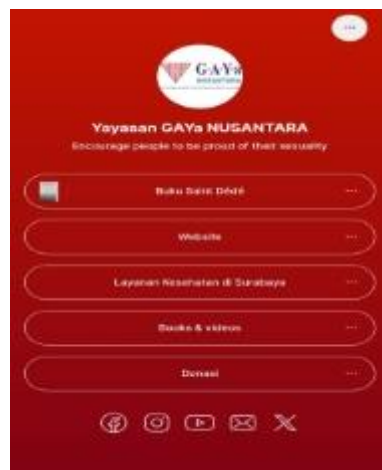 GAYa
NUSANTARA
Yayasan GAYa NUSANTARA
Encourage people to be proud of their sexuality
Buku Saint Dédé
Website
Layanan Kesehatan di Surabaya
Books & videos
Donasi